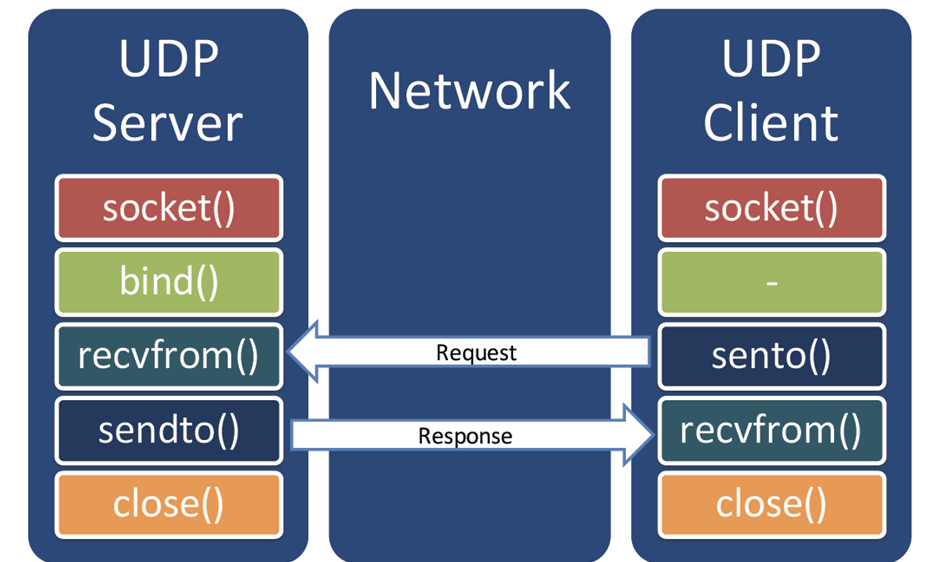 UDP
Server
socket()
bind()
recvfrom()
sendto()
close()
Network
Request
Response
UDP
Client
socket()
-
sento()
recvfrom()
close()